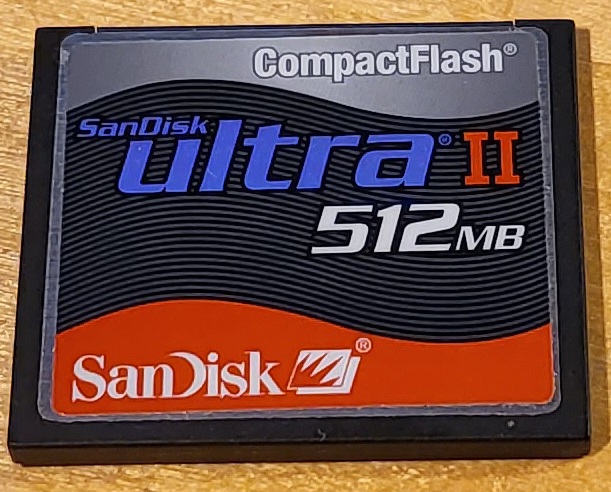 CompactFlash®
SanDisk
ultra® II
512MB
SanDisk®